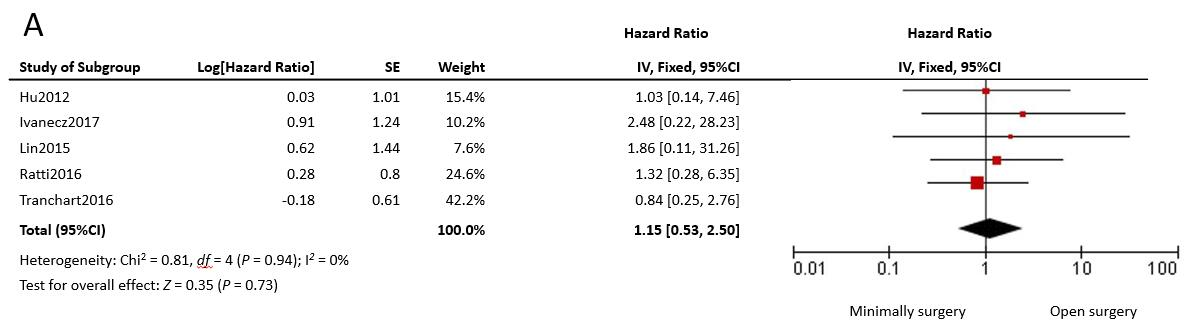 A
Hazard Ratio Hazard Ratio
Study of Subgroup Log[Hazard Ratio] SE Weight IV, Fixed, 95%CI IV, Fixed, 95%CI
Hu2012 0.03 1.01 15.4% 1.03 [0.14, 7.46]
Ivanecz2017 0.91 1.24 10.2% 2.48 [0.22, 28.23]
Lin2015 0.62 1.44 7.6% 1.86 [0.11, 31.26]
Ratti2016 0.28 0.8 24.6% 1.32 [0.28, 6.35]
Tranchart2016 -0.18 0.61 42.2% 0.84 [0.25, 2.76]
Total (95%CI) 100.0% 1.15 [0.53, 2.50]
Heterogeneity: Chi² = 0.81, df = 4 (P = 0.94); I² = 0%
Test for overall effect: Z = 0.35 (P = 0.73)
0.01 0.1 1 10 100
Minimally surgery Open surgery